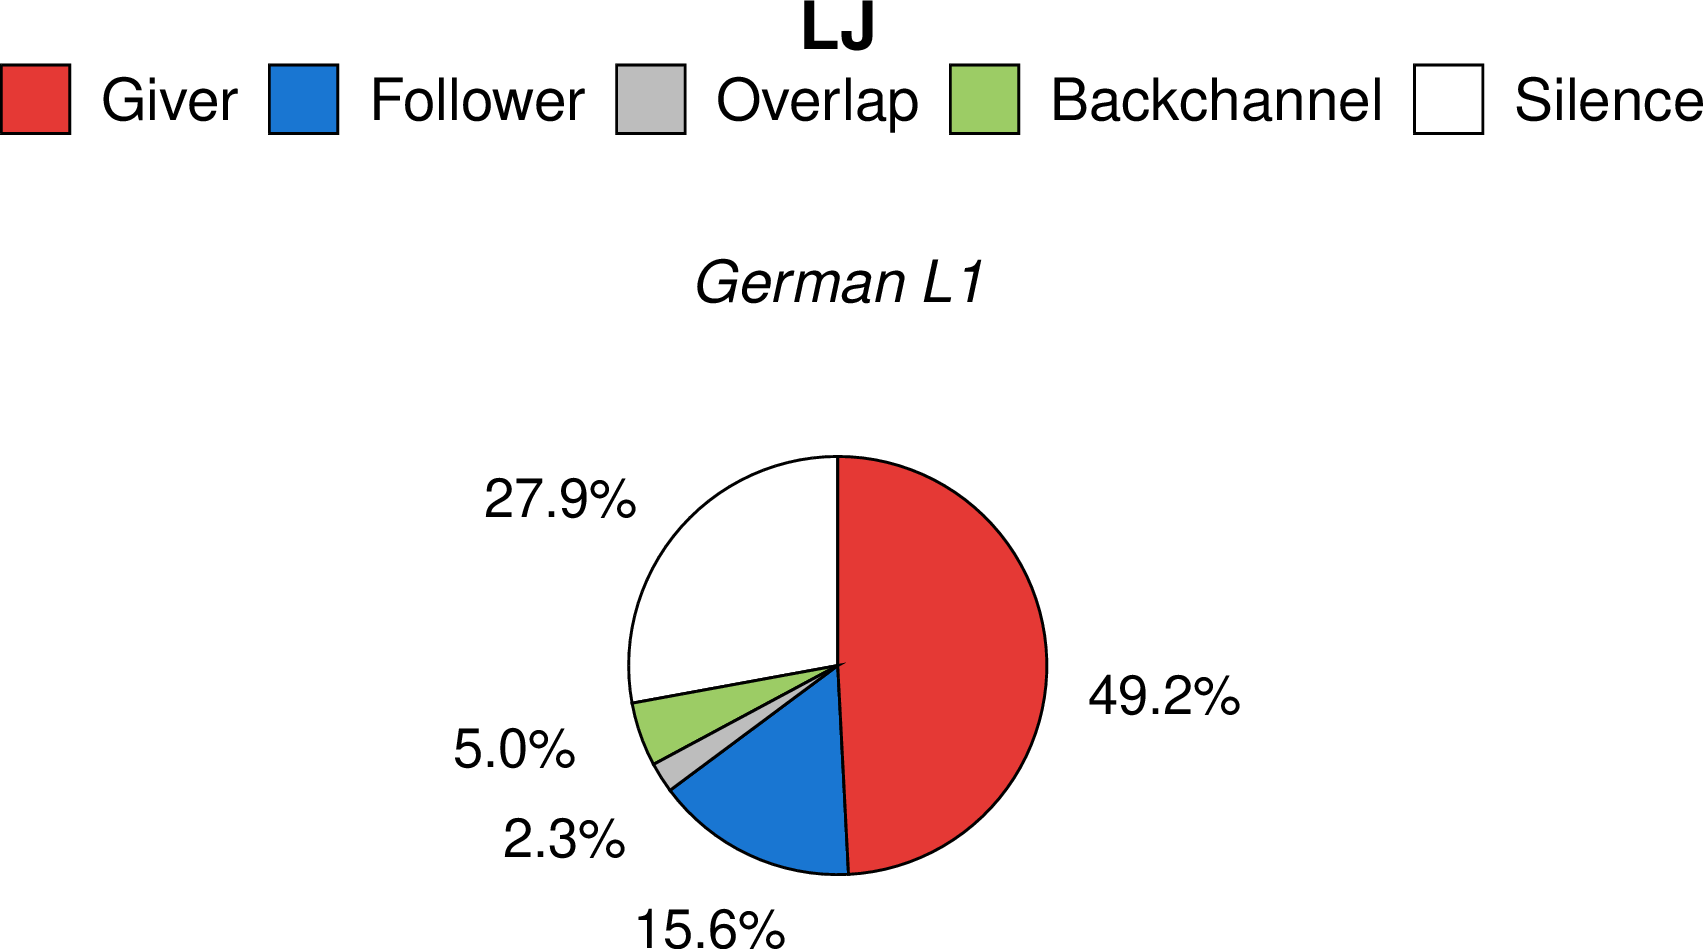 LJ
Giver Follower Overlap Backchannel Silence
German L1
27.9%
49.2%
5.0%
2.3%
15.6%